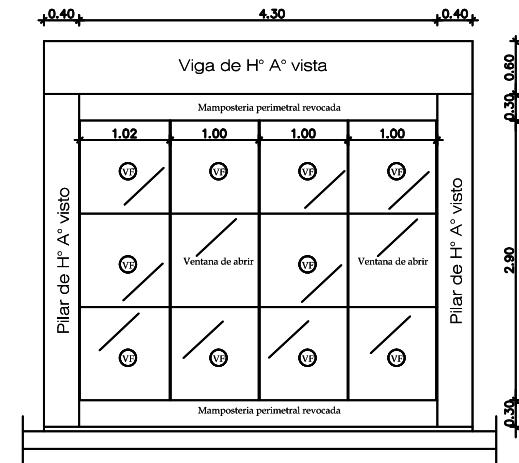 0.40 4.30 0.40
Viga de H° A° vista
0.60
Mamposteria perimetral revocada
0.30
1.02 1.00 1.00 1.00
VF VF VF VF
Pilar de H° A° visto
Pilar de H° A° visto
VF Ventana de abrir VF Ventana de abrir
2.90
VF VF VF VF
Mamposteria perimetral revocada
0.30